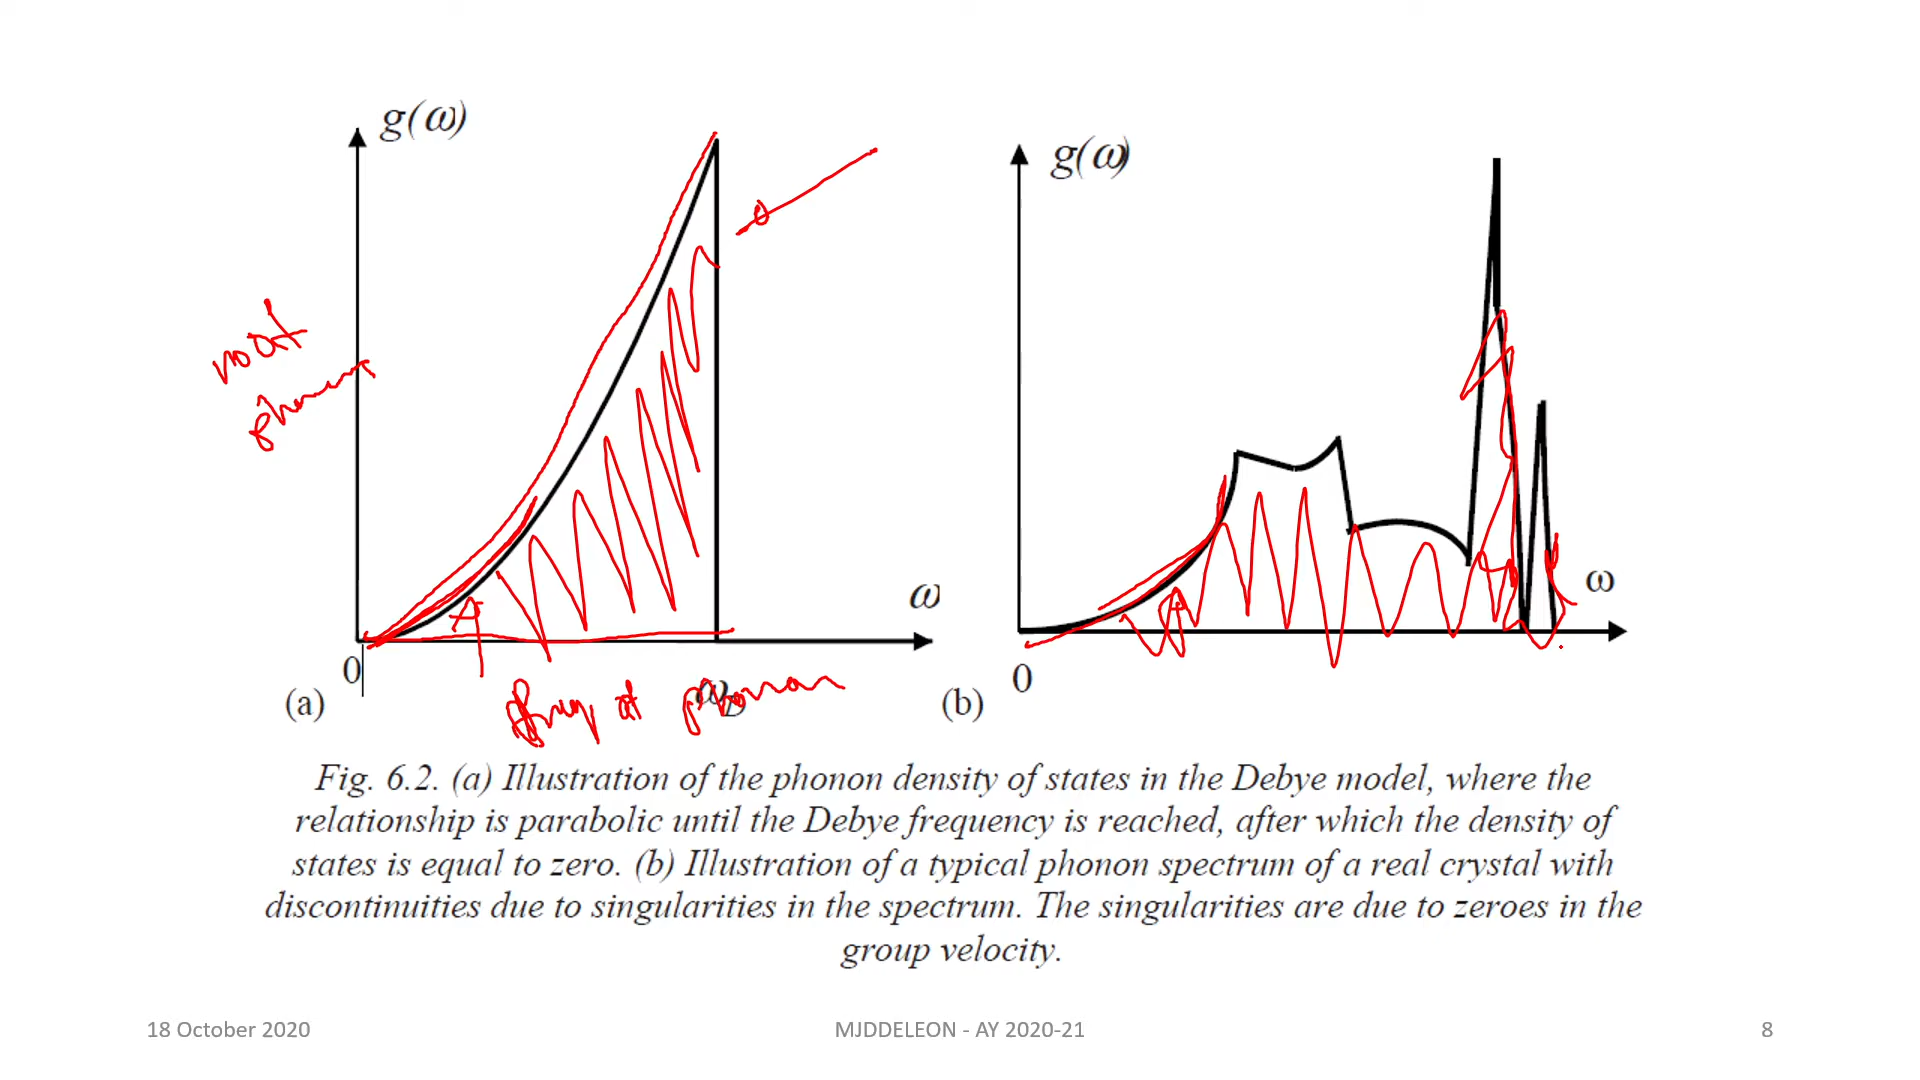 g(ω)
g(ω)
no of
phonons
ω
ω
0
0
(a)
freq of phonon
ω_D
(b)
Fig. 6.2. (a) Illustration of the phonon density of states in the Debye model, where the
relationship is parabolic until the Debye frequency is reached, after which the density of
states is equal to zero. (b) Illustration of a typical phonon spectrum of a real crystal with
discontinuities due to singularities in the spectrum. The singularities are due to zeroes in the
group velocity.
18 October 2020
MJDDELEON - AY 2020-21
8